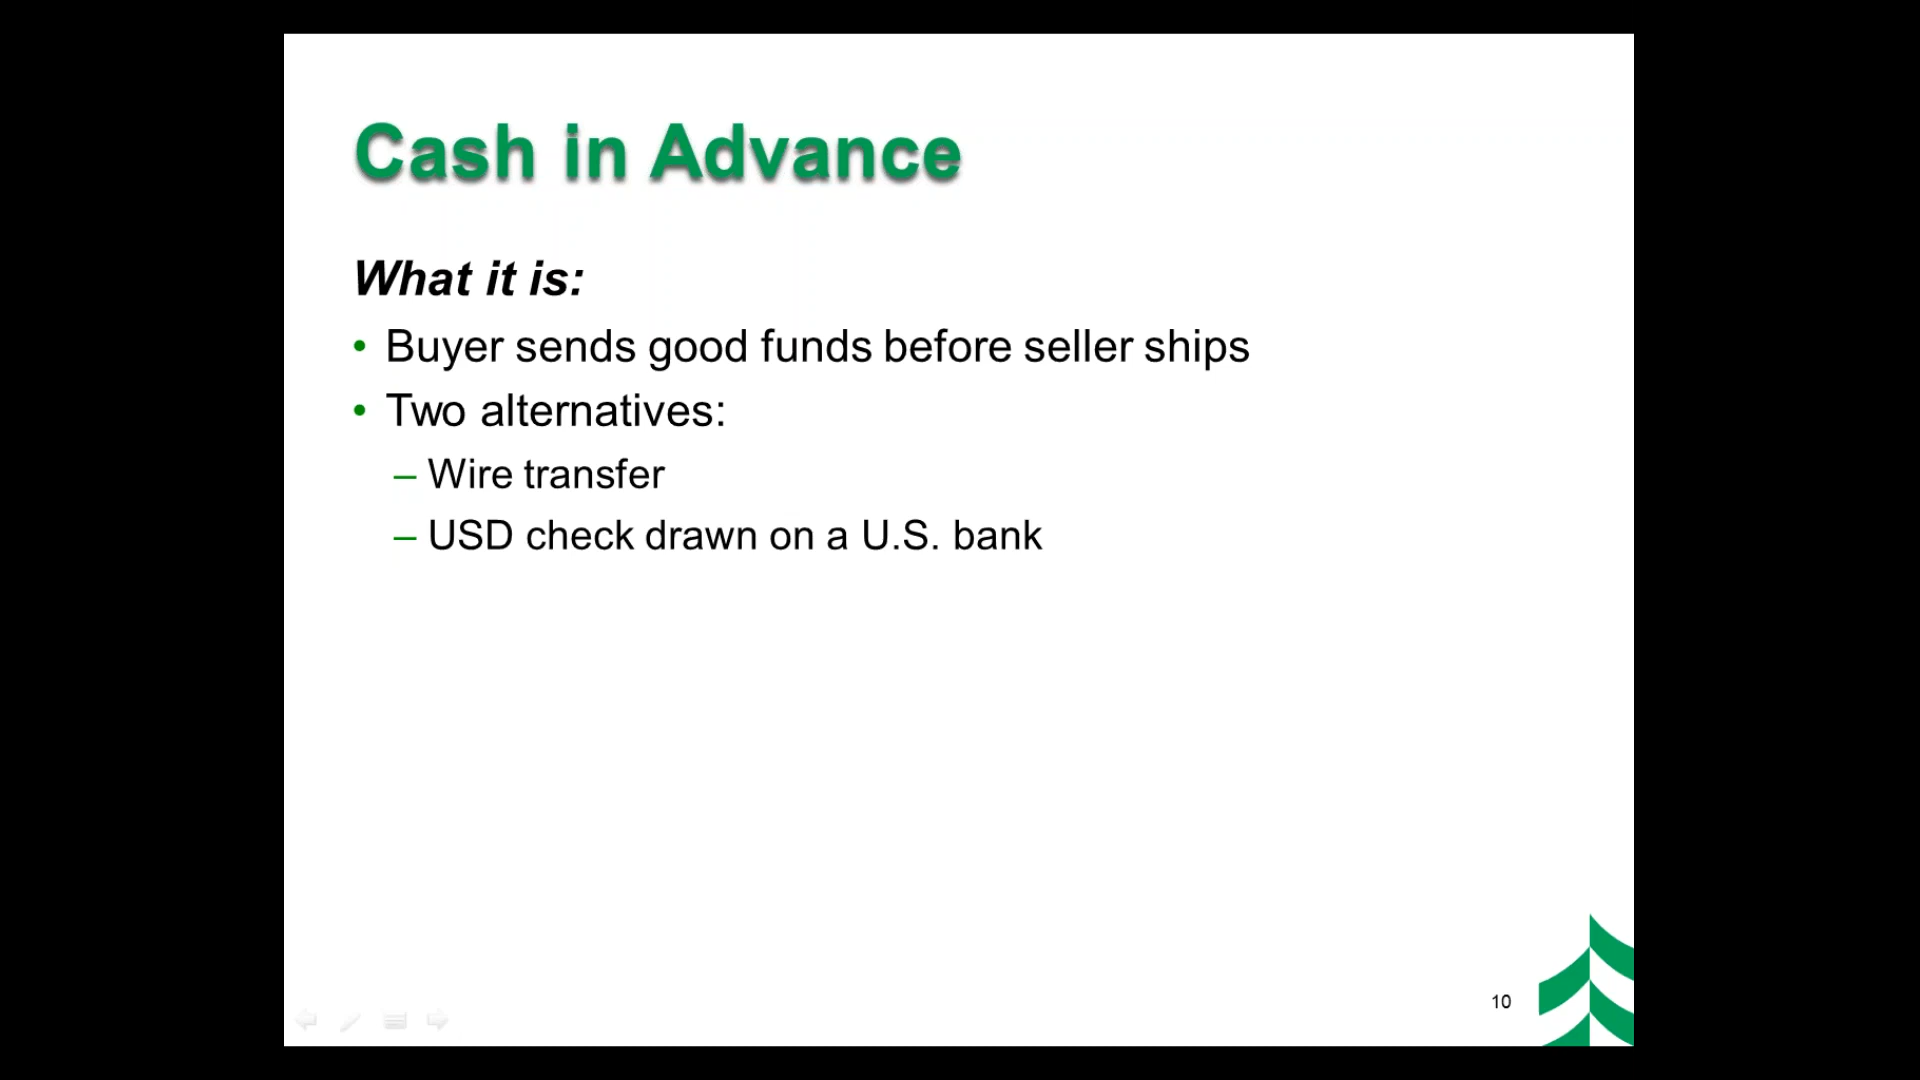 Cash in Advance
What it is:
• Buyer sends good funds before seller ships
• Two alternatives:
– Wire transfer
– USD check drawn on a U.S. bank
10